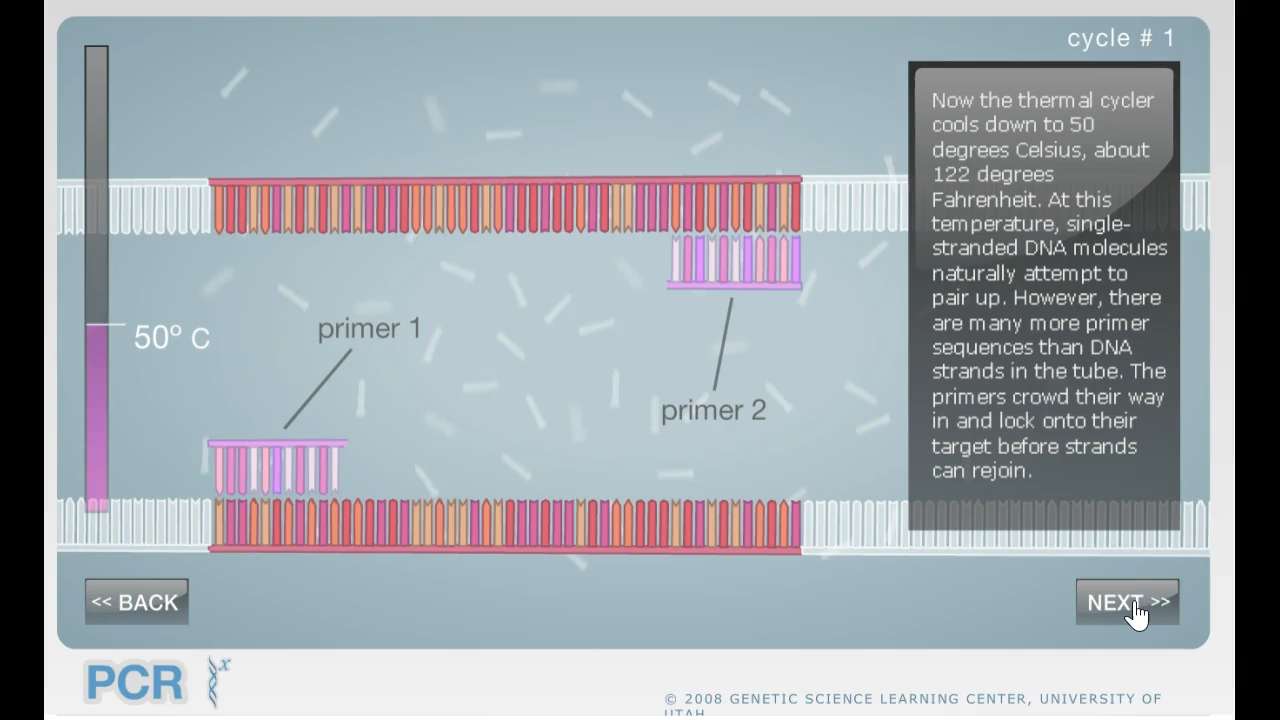 cycle # 1
Now the thermal cycler
cools down to 50
degrees Celsius, about
122 degrees
Fahrenheit. At this
temperature, single-
stranded DNA molecules
naturally attempt to
pair up. However, there
are many more primer
sequences than DNA
strands in the tube. The
primers crowd their way
in and lock onto their
target before strands
can rejoin.
50º C
primer 1
primer 2
<< BACK
NEXT >>
PCR x
© 2008 GENETIC SCIENCE LEARNING CENTER, UNIVERSITY OF
UTAH